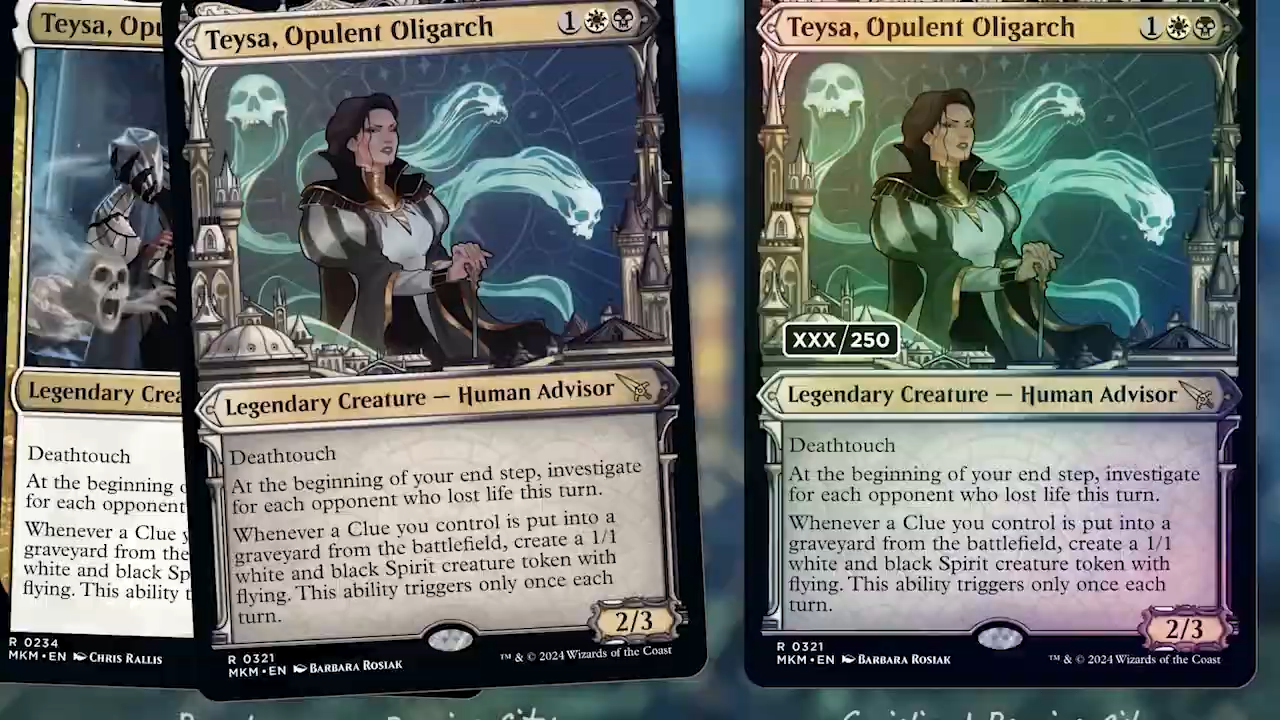 Teysa, Opu
Legendary Crea
Deathtouch
At the beginning
for each opponent
Whenever a Clue y
graveyard from the
white and black Sp
flying. This ability t
R 0234
MKM • EN CHRIS RALLIS
Teysa, Opulent Oligarch 1
Legendary Creature — Human Advisor
Deathtouch
At the beginning of your end step, investigate
for each opponent who lost life this turn.
Whenever a Clue you control is put into a
graveyard from the battlefield, create a 1/1
white and black Spirit creature token with
flying. This ability triggers only once each
turn.
2/3
R 0321
MKM • EN BARBARA ROSIAK
™ & © 2024 Wizards of the Coast
Teysa, Opulent Oligarch 1
XXX/250
Legendary Creature — Human Advisor
Deathtouch
At the beginning of your end step, investigate
for each opponent who lost life this turn.
Whenever a Clue you control is put into a
graveyard from the battlefield, create a 1/1
white and black Spirit creature token with
flying. This ability triggers only once each
turn.
2/3
R 0321
MKM • EN BARBARA ROSIAK
™ & © 2024 Wizards of the Coast